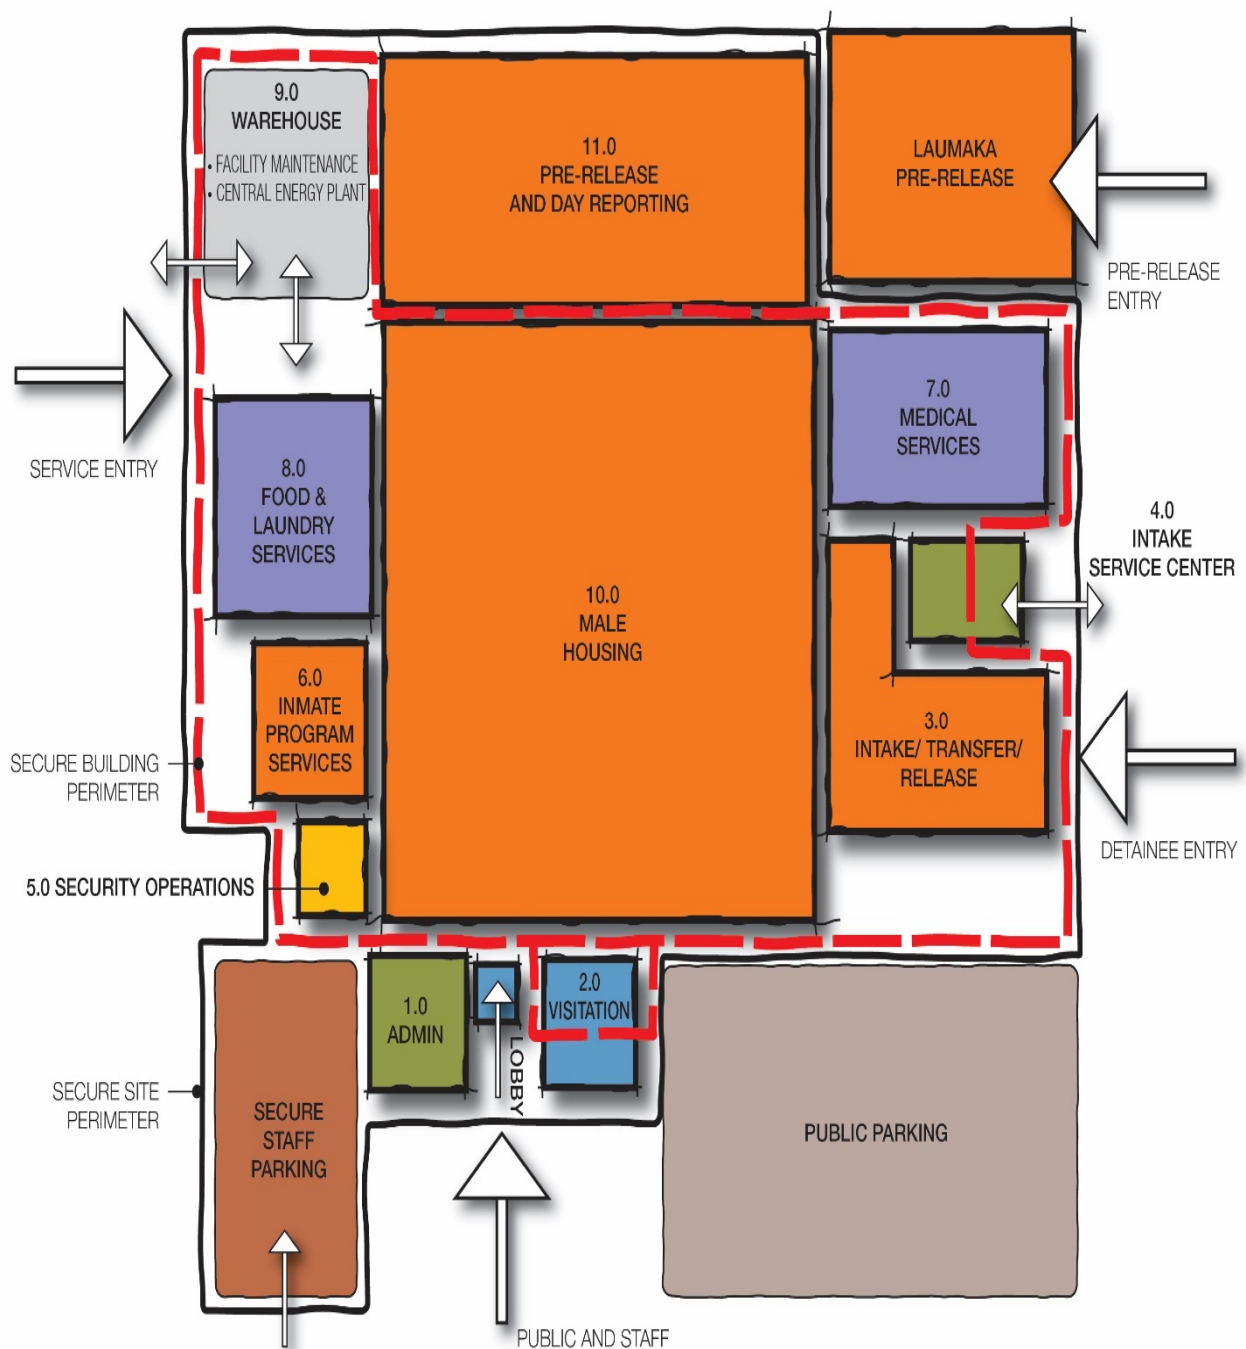 9.0
WAREHOUSE
• FACILITY MAINTENANCE
• CENTRAL ENERGY PLANT
11.0
PRE-RELEASE
AND DAY REPORTING
LAUMAKA
PRE-RELEASE
PRE-RELEASE
ENTRY
SERVICE ENTRY
7.0
MEDICAL
SERVICES
8.0
FOOD &
LAUNDRY
SERVICES
4.0
INTAKE
SERVICE CENTER
10.0
MALE
HOUSING
6.0
INMATE
PROGRAM
SERVICES
3.0
INTAKE/ TRANSFER/
RELEASE
SECURE BUILDING
PERIMETER
DETAINEE ENTRY
5.0 SECURITY OPERATIONS
1.0
ADMIN
LOBBY
2.0
VISITATION
SECURE SITE
PERIMETER
SECURE
STAFF
PARKING
PUBLIC PARKING
PUBLIC AND STAFF